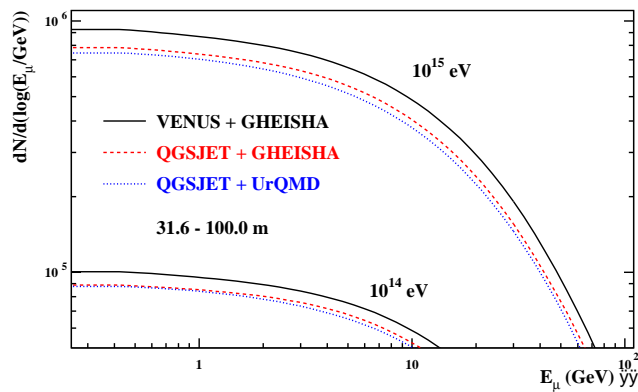 dN/d(log(E_μ/GeV))
10^6
10^15 eV
VENUS + GHEISHA
QGSJET + GHEISHA
QGSJET + UrQMD
31.6 - 100.0 m
10^5
10^14 eV
1 10 10^2
E_μ (GeV) ÿÿ